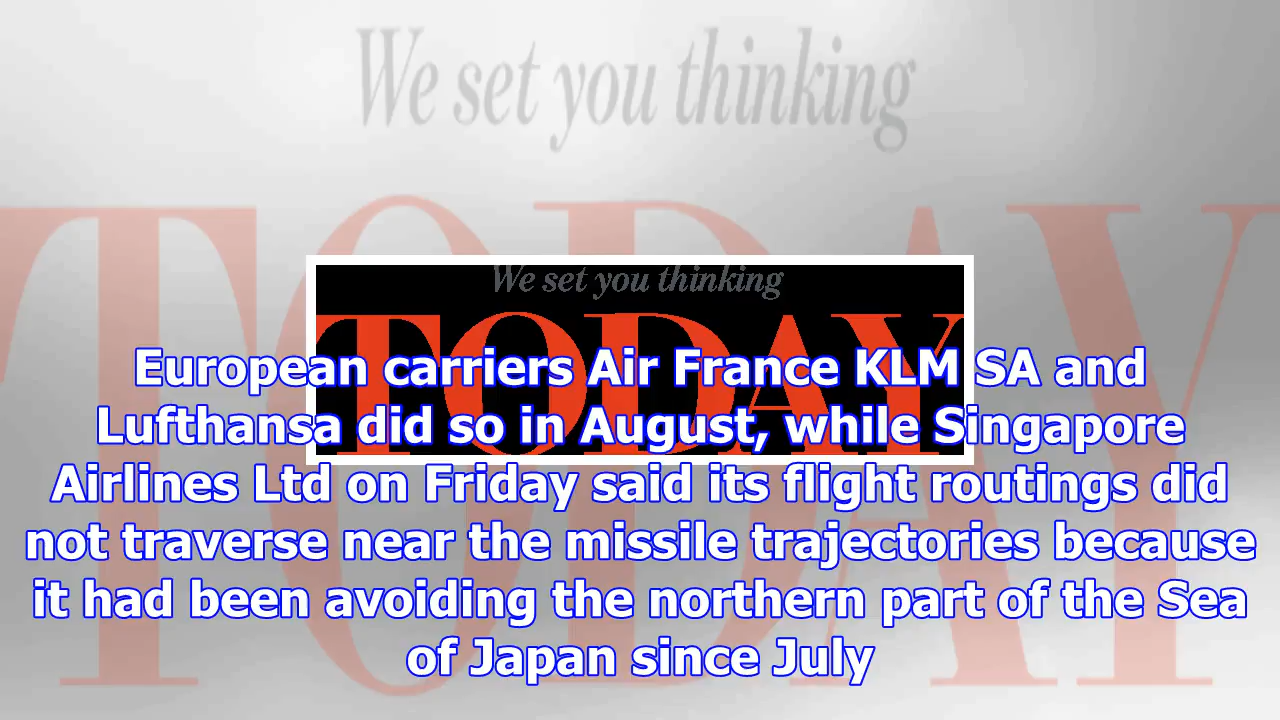 We set you thinking
TODAY
We set you thinking
TODAY
European carriers Air France KLM SA and
Lufthansa did so in August, while Singapore
Airlines Ltd on Friday said its flight routings did
not traverse near the missile trajectories because
it had been avoiding the northern part of the Sea
of Japan since July